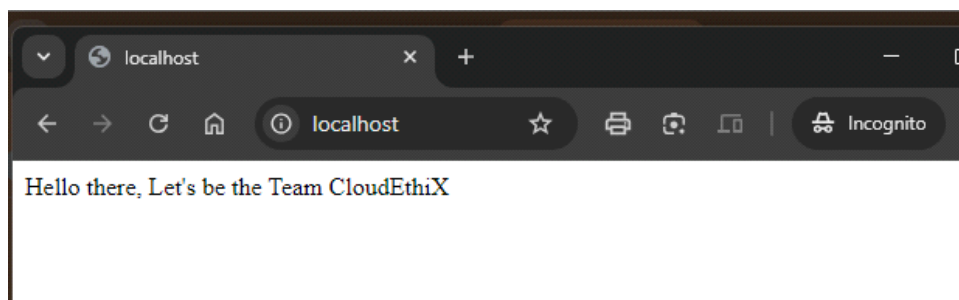 localhost
localhost
Incognito
Hello there, Let's be the Team CloudEthiX